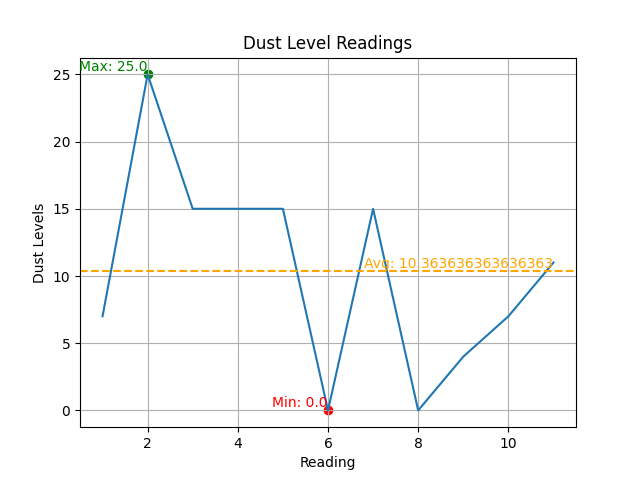 Dust Level Readings
Max: 25.0
25
20
15
Dust Levels
Avg: 10.363636363636363
10
5
Min: 0.0
0
2 4 6 8 10
Reading